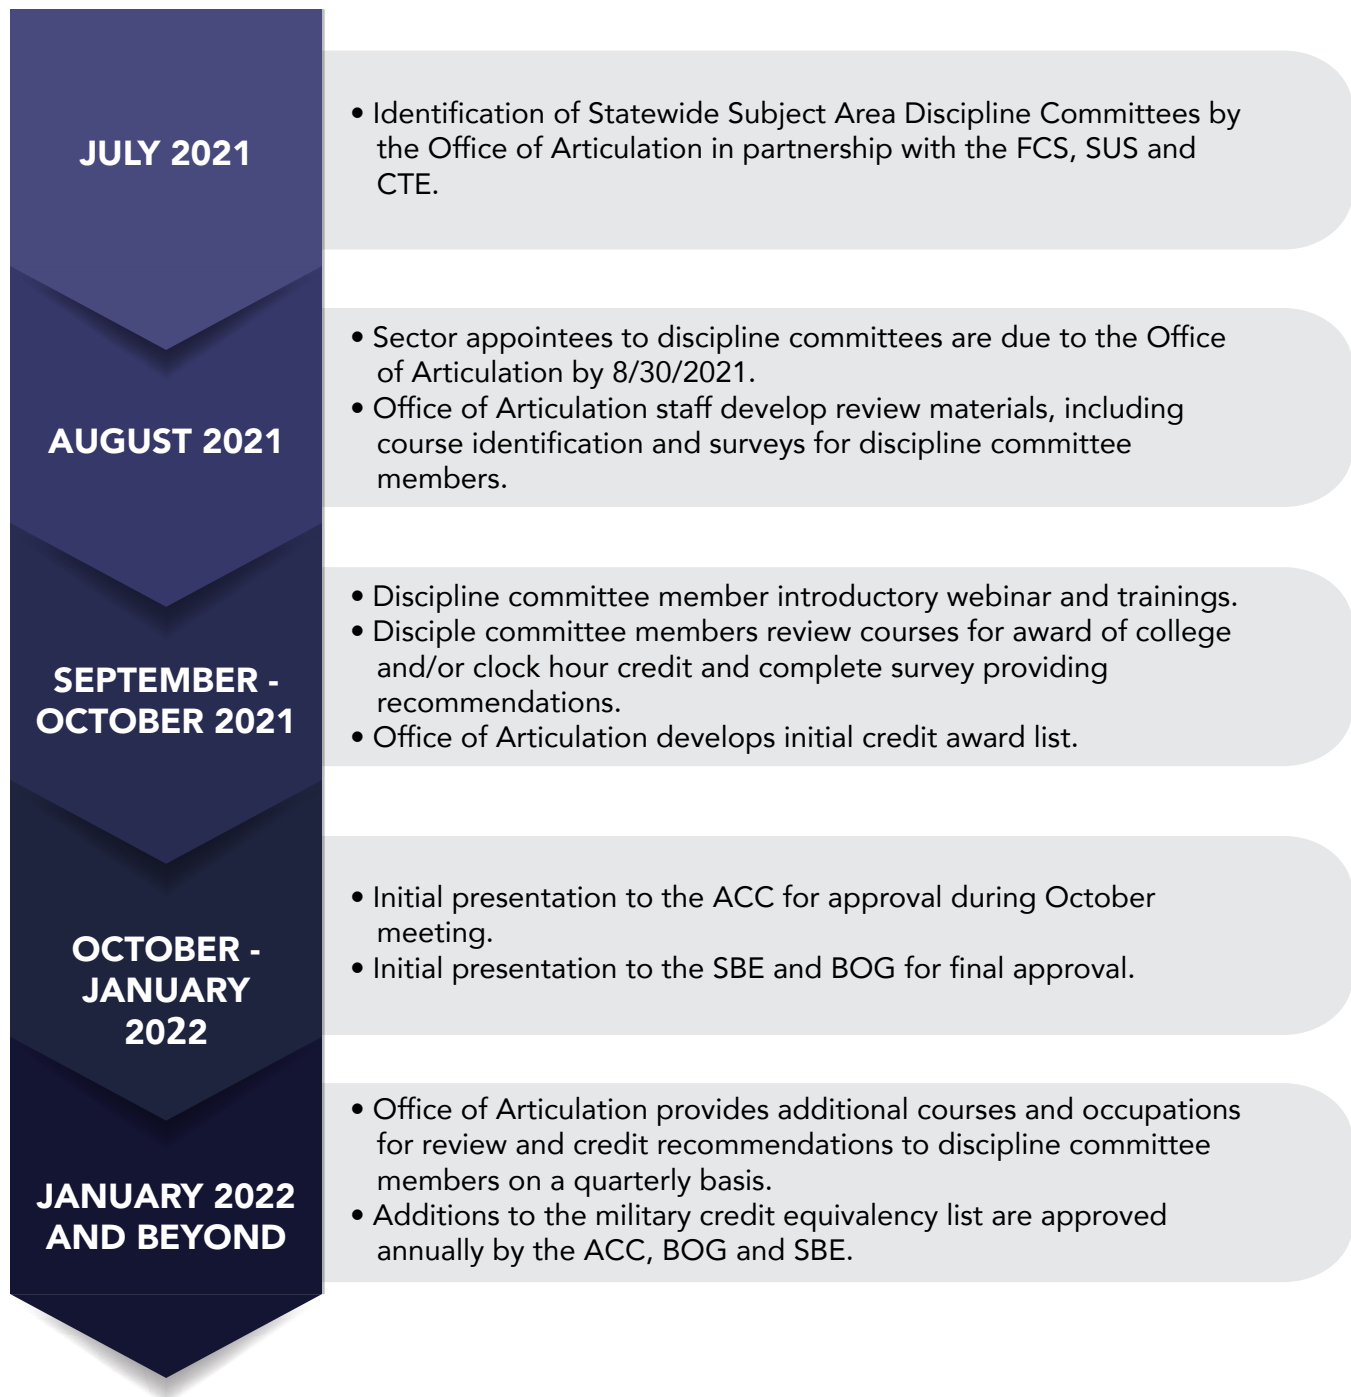 JULY 2021
• Identification of Statewide Subject Area Discipline Committees by
the Office of Articulation in partnership with the FCS, SUS and
CTE.
AUGUST 2021
• Sector appointees to discipline committees are due to the Office
of Articulation by 8/30/2021.
• Office of Articulation staff develop review materials, including
course identification and surveys for discipline committee
members.
SEPTEMBER -
OCTOBER 2021
• Discipline committee member introductory webinar and trainings.
• Disciple committee members review courses for award of college
and/or clock hour credit and complete survey providing
recommendations.
• Office of Articulation develops initial credit award list.
OCTOBER -
JANUARY
2022
• Initial presentation to the ACC for approval during October
meeting.
• Initial presentation to the SBE and BOG for final approval.
JANUARY 2022
AND BEYOND
• Office of Articulation provides additional courses and occupations
for review and credit recommendations to discipline committee
members on a quarterly basis.
• Additions to the military credit equivalency list are approved
annually by the ACC, BOG and SBE.